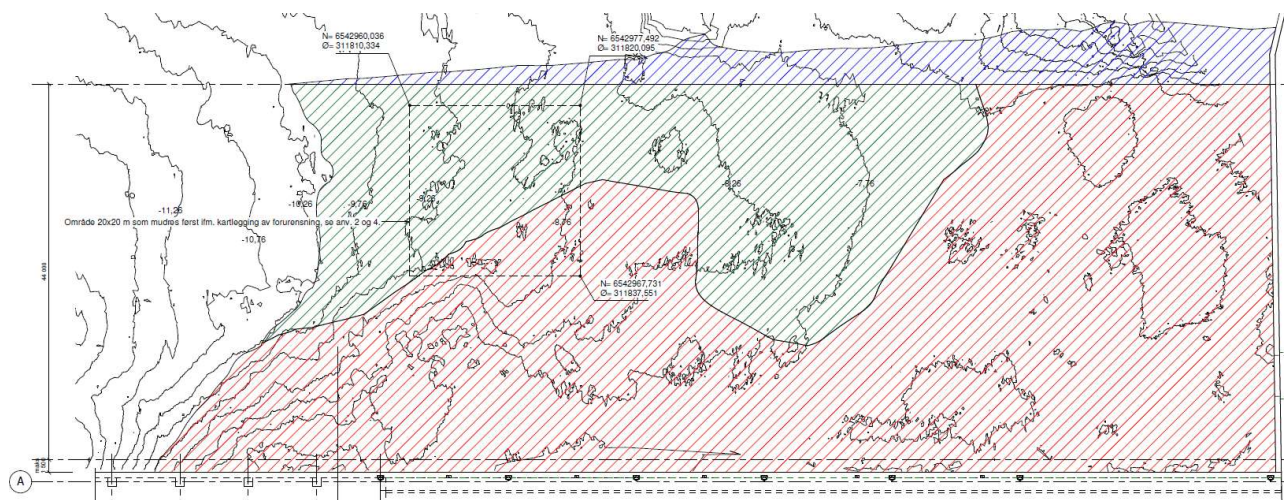 N= 6542960,036
Ø= 311810,334
N= 6542977,492
Ø= 311820,095
-11,26
-10,26
-9,76
-9,26
-8,26
-7,76
Område 20x20 m som mudres først ifm. kartlegging av forurensning, se anv. 2 og 4.
-8,76
-10,76
44 000
N= 6542967,731
Ø= 311837,551
A